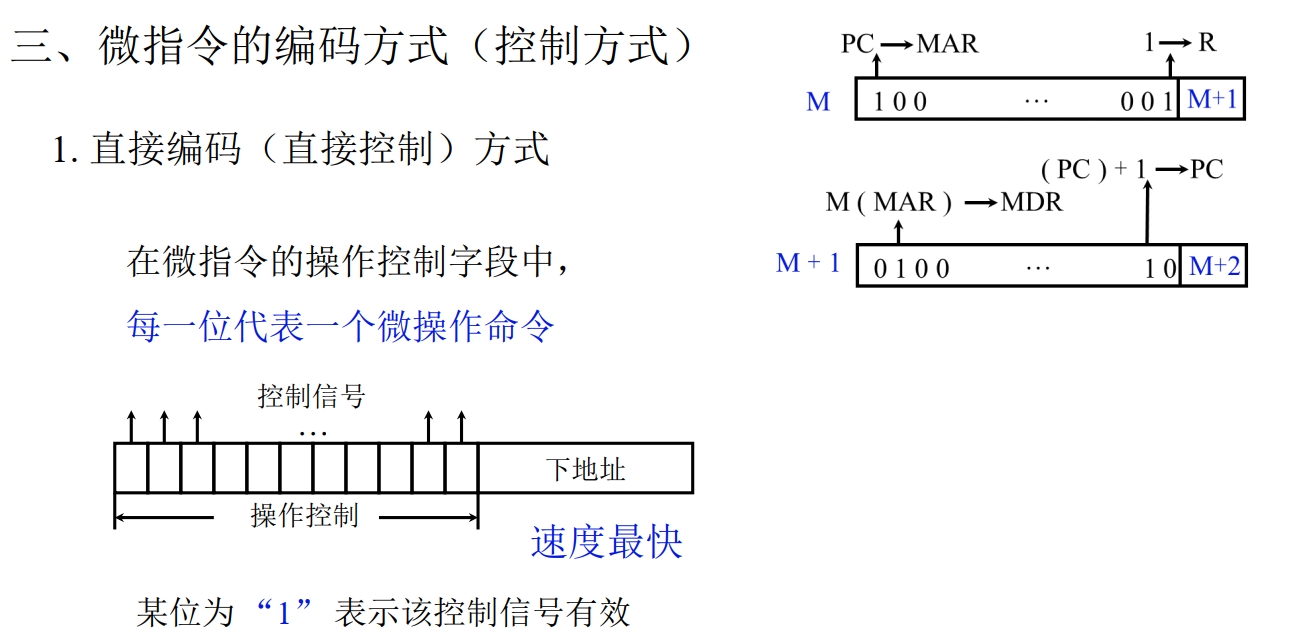 三、微指令的编码方式（控制方式）
1. 直接编码（直接控制）方式
在微指令的操作控制字段中，
每一位代表一个微操作命令
控制信号
…
下地址
操作控制
速度最快
某位为 “1” 表示该控制信号有效
PC→MAR 1→R
M 1 0 0 … 0 0 1 M+1
( PC ) + 1→PC
M ( MAR ) →MDR
M + 1 0 1 0 0 … 1 0 M+2